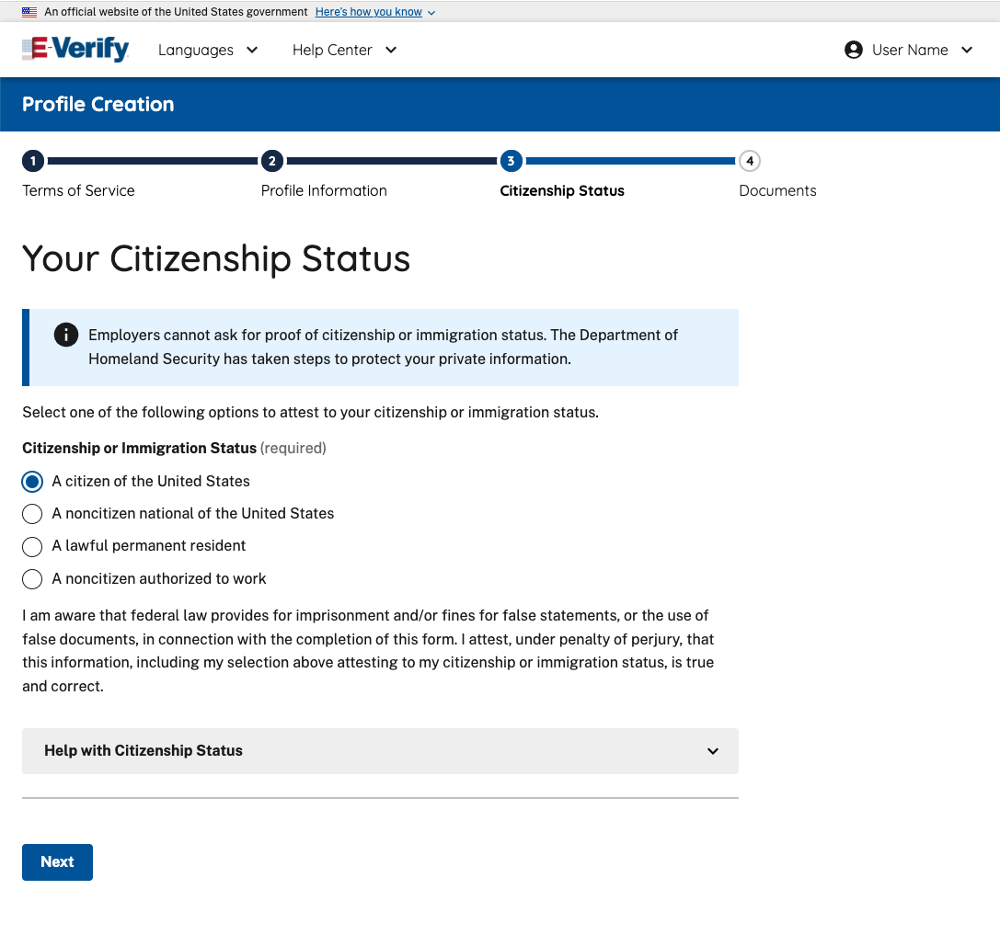 An official website of the United States government Here's how you know
E-Verify Languages Help Center User Name
Profile Creation
1 2 3 4
Terms of Service Profile Information Citizenship Status Documents
Your Citizenship Status
Employers cannot ask for proof of citizenship or immigration status. The Department of
Homeland Security has taken steps to protect your private information.
Select one of the following options to attest to your citizenship or immigration status.
Citizenship or Immigration Status (required)
A citizen of the United States
A noncitizen national of the United States
A lawful permanent resident
A noncitizen authorized to work
I am aware that federal law provides for imprisonment and/or fines for false statements, or the use of
false documents, in connection with the completion of this form. I attest, under penalty of perjury, that
this information, including my selection above attesting to my citizenship or immigration status, is true
and correct.
Help with Citizenship Status
Next